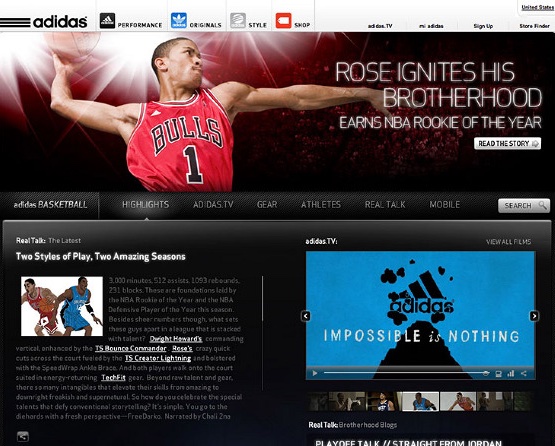 United States
adidas PERFORMANCE ORIGINALS STYLE SHOP adidas.TV mi adidas Sign Up Store Finder
ROSE IGNITES HIS
BROTHERHOOD
EARNS NBA ROOKIE OF THE YEAR
READ THE STORY
BULLS
1
adidas BASKETBALL HIGHLIGHTS ADIDAS.TV GEAR ATHLETES REAL TALK MOBILE SEARCH
Real Talk: The Latest
Two Styles of Play, Two Amazing Seasons
3,000 minutes, 512 assists, 1093 rebounds,
231 blocks. These are foundations laid by
the NBA Rookie of the Year and the NBA
Defensive Player of the Year this season.
Besides sheer numbers though, what sets
these guys apart in a league that is stacked
with talent? Dwight Howard's commanding
vertical, enhanced by the TS Bounce Commander. Rose's crazy quick
cuts across the court fueled by the TS Creator Lightning and bolstered
with the SpeedWrap Ankle Brace. And both players walk onto the court
suited in energy-returning TechFit gear. Beyond raw talent and gear,
there so many intangibles that elevate their skills from amazing to
downright freakish and supernatural. So how do you celebrate the special
talents that defy conventional storytelling? It's simple. You go to the
diehards with a fresh perspective—FreeDarko. Narrated by Chali 2na
adidas.TV: VIEW ALL FILMS
adidas
IMPOSSIBLE is NOTHING
Real Talk: Brotherhood Blogs
PLAYOFF TALK // STRAIGHT FROM JORDAN